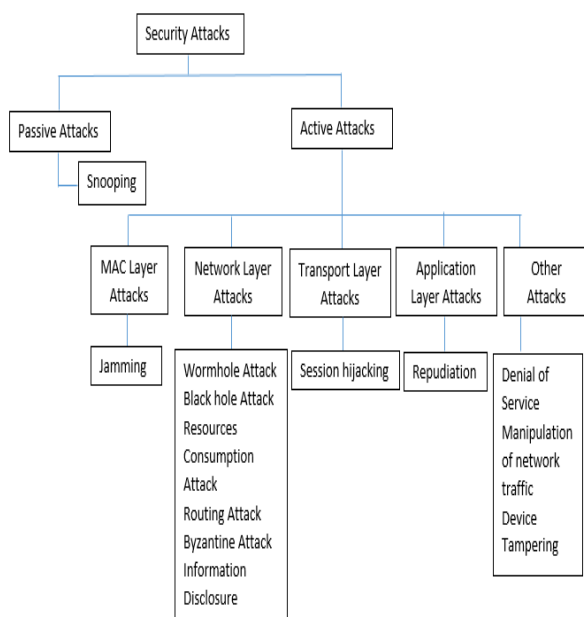 Security Attacks
Passive Attacks
Active Attacks
Snooping
MAC Layer
Attacks
Network Layer
Attacks
Transport Layer
Attacks
Application
Layer Attacks
Other
Attacks
Jamming
Wormhole Attack
Black hole Attack
Resources
Consumption
Attack
Routing Attack
Byzantine Attack
Information
Disclosure
Session hijacking
Repudiation
Denial of
Service
Manipulation
of network
traffic
Device
Tampering